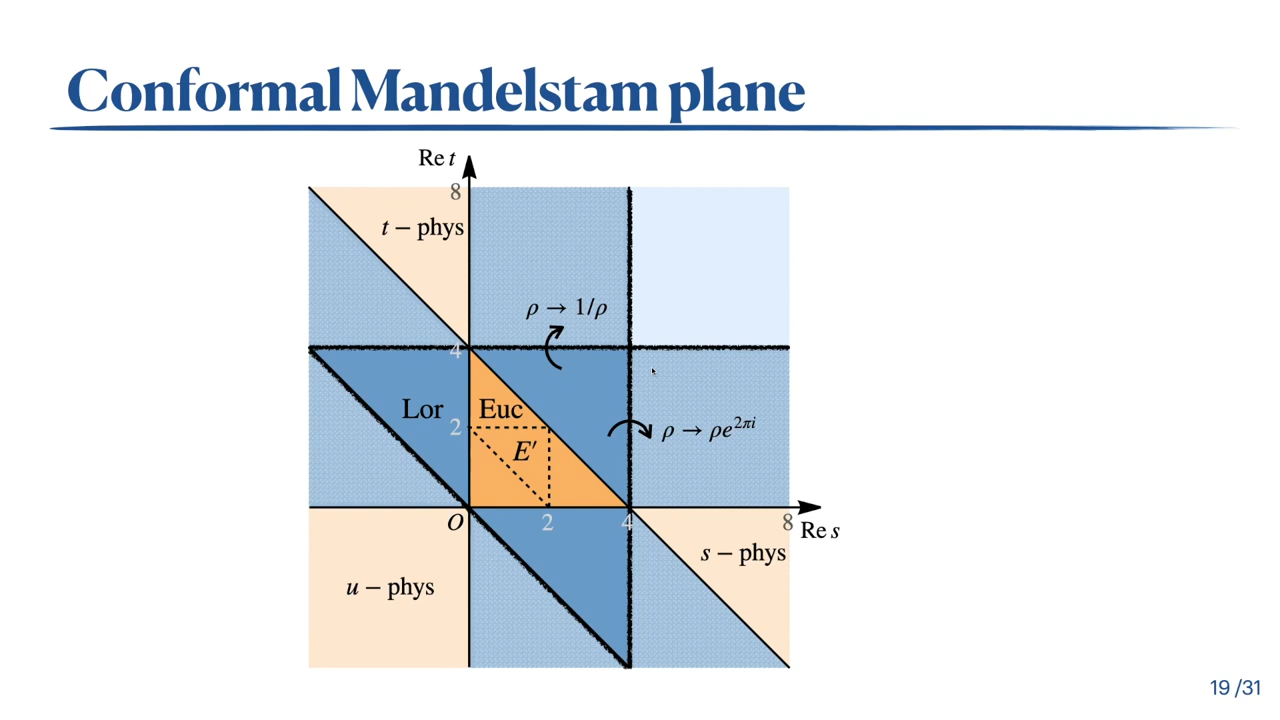 Conformal Mandelstam plane
Re t
8
t – phys
ρ → 1/ρ
4
Lor
Euc
2
E′
ρ → ρe^{2πi}
O
2
4
8
Re s
s – phys
u – phys
19 /31